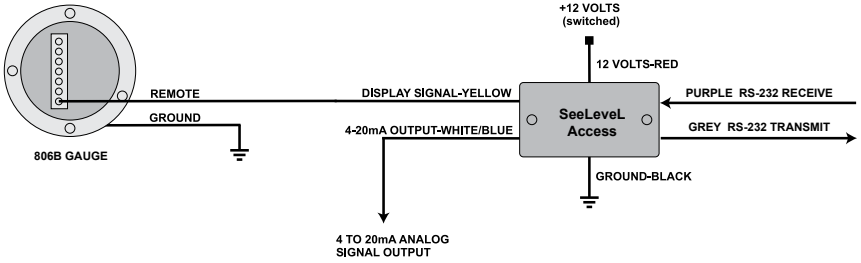 +12 VOLTS
(switched)
12 VOLTS-RED
REMOTE
DISPLAY SIGNAL-YELLOW
SeeLeveL
Access
PURPLE RS-232 RECEIVE
GROUND
4-20mA OUTPUT-WHITE/BLUE
GREY RS-232 TRANSMIT
806B GAUGE
GROUND-BLACK
4 TO 20mA ANALOG
SIGNAL OUTPUT